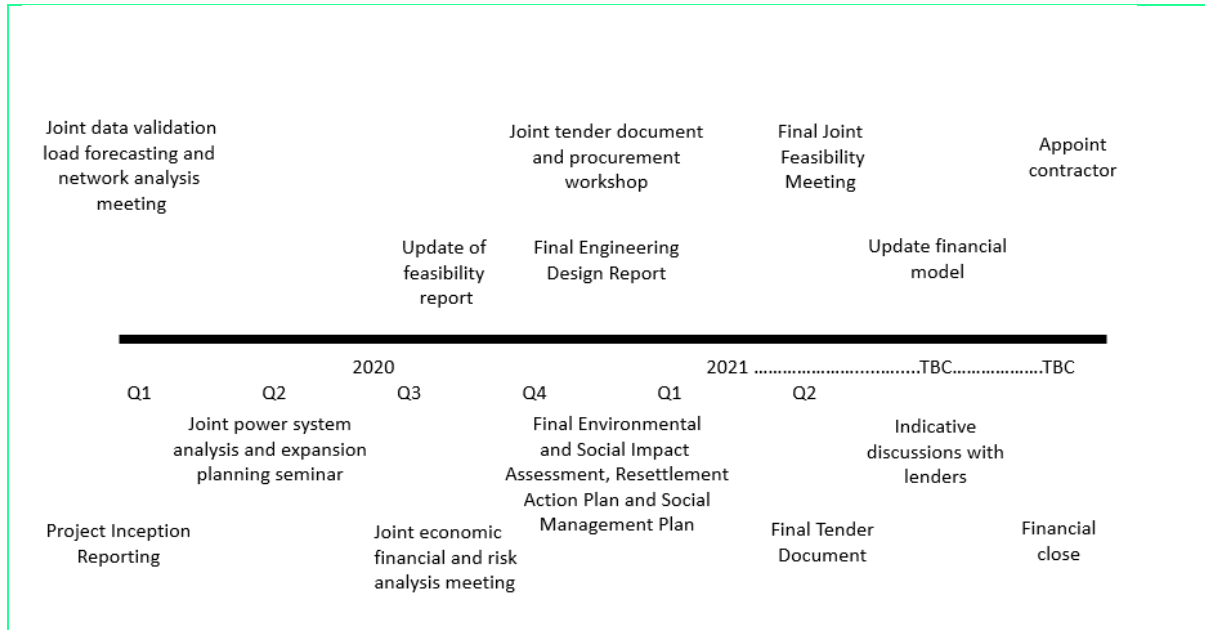 Joint data validation
load forecasting and
network analysis
meeting
Joint tender document
and procurement
workshop
Final Joint
Feasibility
Meeting
Appoint
contractor
Update of
feasibility
report
Final Engineering
Design Report
Update financial
model
2020 2021 …………………..……......TBC……………….TBC
Q1 Q2 Q3 Q4 Q1 Q2
Joint power system
analysis and expansion
planning seminar
Final Environmental
and Social Impact
Assessment, Resettlement
Action Plan and Social
Management Plan
Indicative
discussions with
lenders
Project Inception
Reporting
Joint economic
financial and risk
analysis meeting
Final Tender
Document
Financial
close